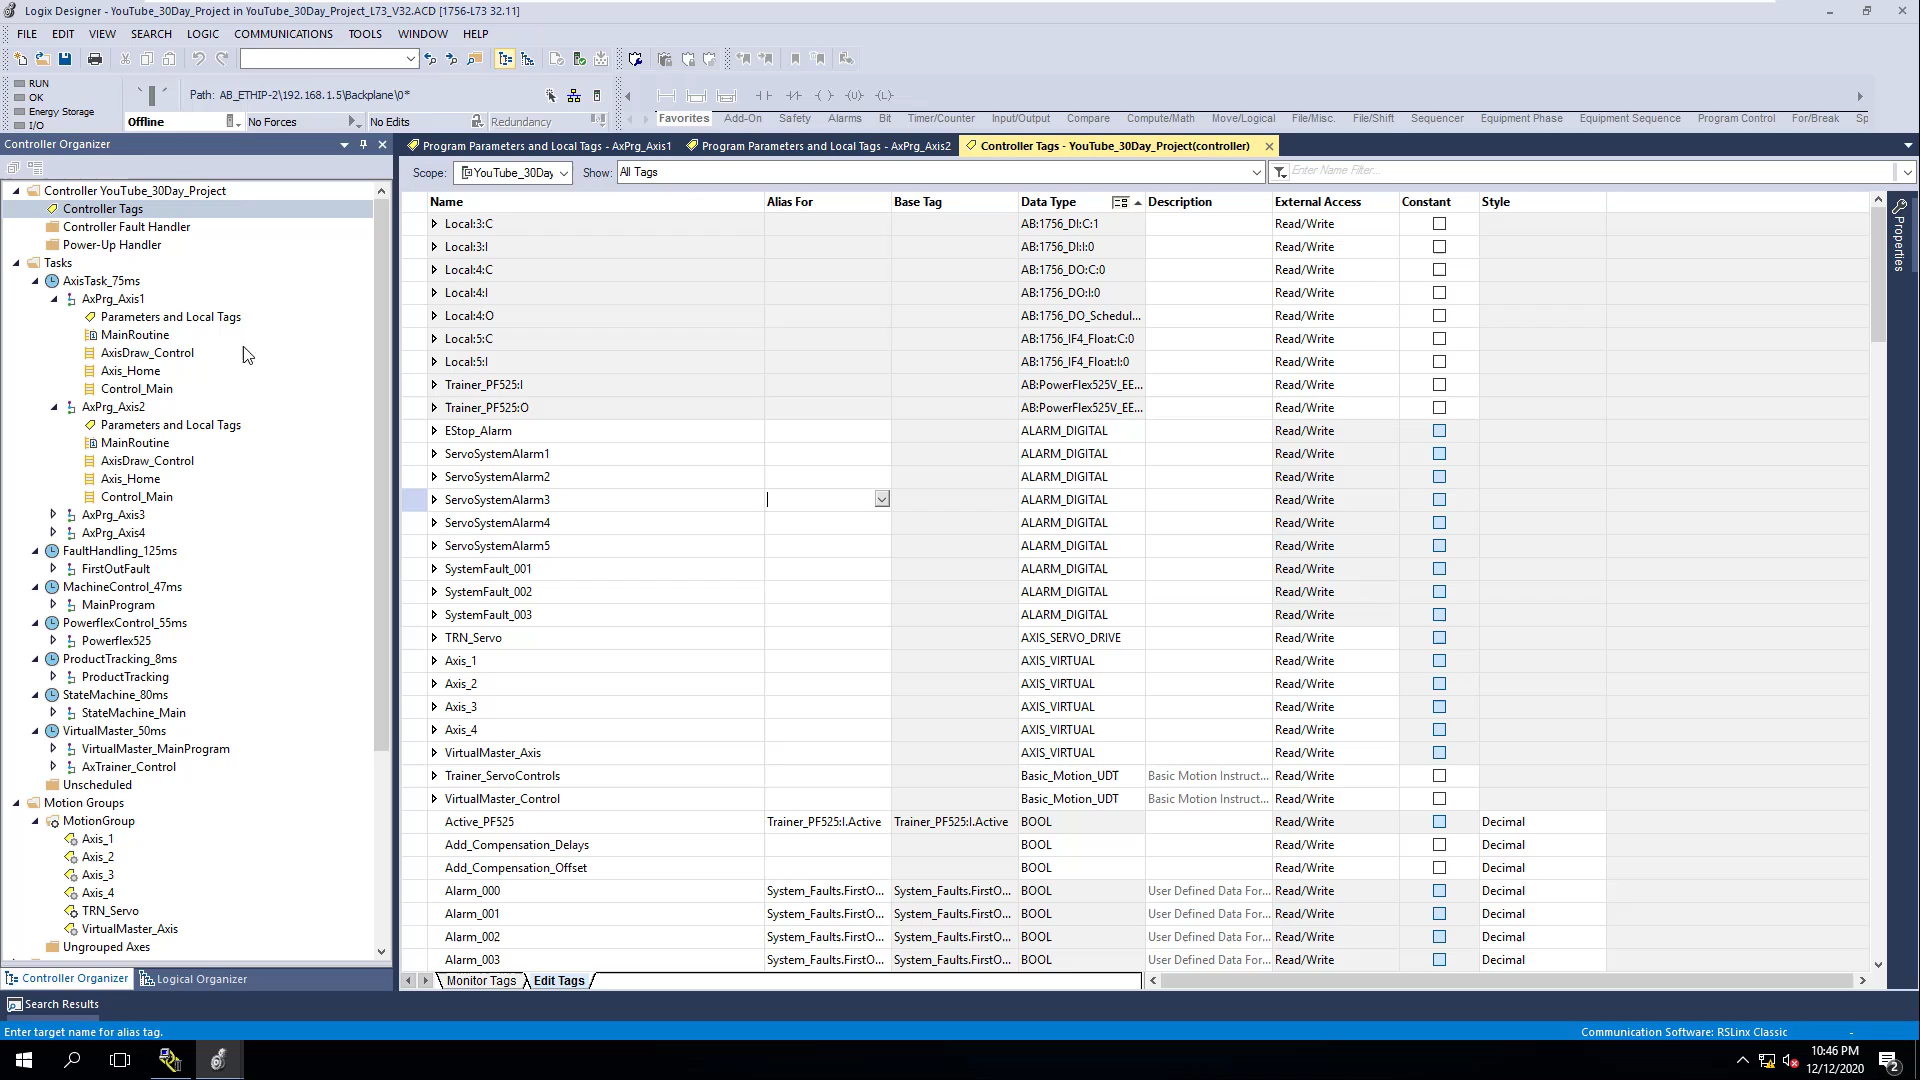 Logix Designer - YouTube_30Day_Project in YouTube_30Day_Project_L73_V32.ACD [1756-L73 32.11]
FILE EDIT VIEW SEARCH LOGIC COMMUNICATIONS TOOLS WINDOW HELP
RUN
OK
Energy Storage
I/O
Path: AB_ETHIP-2\192.168.1.5\Backplane\0*
Offline No Forces No Edits Redundancy
Favorites Add-On Safety Alarms Bit Timer/Counter Input/Output Compare Compute/Math Move/Logical File/Misc. File/Shift Sequencer Equipment Phase Equipment Sequence Program Control For/Break Sp
Controller Organizer
Controller YouTube_30Day_Project
Controller Tags
Controller Fault Handler
Power-Up Handler
Tasks
AxisTask_75ms
AxPrg_Axis1
Parameters and Local Tags
MainRoutine
AxisDraw_Control
Axis_Home
Control_Main
AxPrg_Axis2
Parameters and Local Tags
MainRoutine
AxisDraw_Control
Axis_Home
Control_Main
AxPrg_Axis3
AxPrg_Axis4
FaultHandling_125ms
FirstOutFault
MachineControl_47ms
MainProgram
PowerflexControl_55ms
Powerflex525
ProductTracking_8ms
ProductTracking
StateMachine_80ms
StateMachine_Main
VirtualMaster_50ms
VirtualMaster_MainProgram
AxTrainer_Control
Unscheduled
Motion Groups
MotionGroup
Axis_1
Axis_2
Axis_3
Axis_4
TRN_Servo
VirtualMaster_Axis
Ungrouped Axes
Controller Organizer Logical Organizer
Program Parameters and Local Tags - AxPrg_Axis1 Program Parameters and Local Tags - AxPrg_Axis2 Controller Tags - YouTube_30Day_Project(controller)
Scope: YouTube_30Day Show: All Tags Enter Name Filter...
Name Alias For Base Tag Data Type Description External Access Constant Style
Local:3:C AB:1756_DI:C:1 Read/Write
Local:3:I AB:1756_DI:I:0 Read/Write
Local:4:C AB:1756_DO:C:0 Read/Write
Local:4:I AB:1756_DO:I:0 Read/Write
Local:4:O AB:1756_DO_Schedul... Read/Write
Local:5:C AB:1756_IF4_Float:C:0 Read/Write
Local:5:I AB:1756_IF4_Float:I:0 Read/Write
Trainer_PF525:I AB:PowerFlex525V_EE... Read/Write
Trainer_PF525:O AB:PowerFlex525V_EE... Read/Write
EStop_Alarm ALARM_DIGITAL Read/Write
ServoSystemAlarm1 ALARM_DIGITAL Read/Write
ServoSystemAlarm2 ALARM_DIGITAL Read/Write
ServoSystemAlarm3 ALARM_DIGITAL Read/Write
ServoSystemAlarm4 ALARM_DIGITAL Read/Write
ServoSystemAlarm5 ALARM_DIGITAL Read/Write
SystemFault_001 ALARM_DIGITAL Read/Write
SystemFault_002 ALARM_DIGITAL Read/Write
SystemFault_003 ALARM_DIGITAL Read/Write
TRN_Servo AXIS_SERVO_DRIVE Read/Write
Axis_1 AXIS_VIRTUAL Read/Write
Axis_2 AXIS_VIRTUAL Read/Write
Axis_3 AXIS_VIRTUAL Read/Write
Axis_4 AXIS_VIRTUAL Read/Write
VirtualMaster_Axis AXIS_VIRTUAL Read/Write
Trainer_ServoControls Basic_Motion_UDT Basic Motion Instruct... Read/Write
VirtualMaster_Control Basic_Motion_UDT Basic Motion Instruct... Read/Write
Active_PF525 Trainer_PF525:I.Active Trainer_PF525:I.Active BOOL Read/Write Decimal
Add_Compensation_Delays BOOL Read/Write Decimal
Add_Compensation_Offset BOOL Read/Write Decimal
Alarm_000 System_Faults.FirstO... System_Faults.FirstO... BOOL User Defined Data For... Read/Write Decimal
Alarm_001 System_Faults.FirstO... System_Faults.FirstO... BOOL User Defined Data For... Read/Write Decimal
Alarm_002 System_Faults.FirstO... System_Faults.FirstO... BOOL User Defined Data For... Read/Write Decimal
Alarm_003 System_Faults.FirstO... System_Faults.FirstO... BOOL User Defined Data For... Read/Write Decimal
Monitor Tags Edit Tags
Properties
Search Results
Enter target name for alias tag. Communication Software: RSLinx Classic
10:46 PM
12/12/2020
2